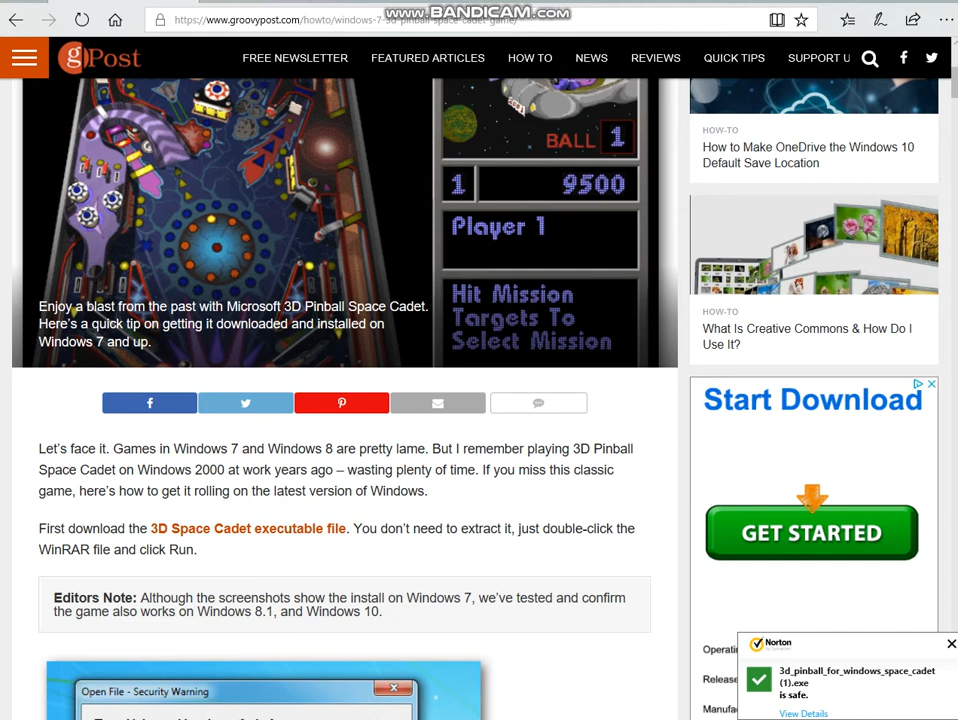 www.BANDICAM.com
https://www.groovypost.com/howto/windows-7-3d-pinball-space-cadet-game/
gPost
FREE NEWSLETTER
FEATURED ARTICLES
HOW TO
NEWS
REVIEWS
QUICK TIPS
SUPPORT U
BALL 1
1 9500
Player 1
Hit Mission
Targets To
Select Mission
Enjoy a blast from the past with Microsoft 3D Pinball Space Cadet.
Here's a quick tip on getting it downloaded and installed on
Windows 7 and up.
Let's face it. Games in Windows 7 and Windows 8 are pretty lame. But I remember playing 3D Pinball
Space Cadet on Windows 2000 at work years ago – wasting plenty of time. If you miss this classic
game, here's how to get it rolling on the latest version of Windows.
First download the 3D Space Cadet executable file. You don't need to extract it, just double-click the
WinRAR file and click Run.
Editors Note: Although the screenshots show the install on Windows 7, we've tested and confirm
the game also works on Windows 8.1, and Windows 10.
Open File - Security Warning
HOW-TO
How to Make OneDrive the Windows 10
Default Save Location
HOW-TO
What Is Creative Commons & How Do I
Use It?
Start Download
GET STARTED
Operati
Release
Manufa
Norton
3d_pinball_for_windows_space_cadet
(1).exe
is safe.
View Details